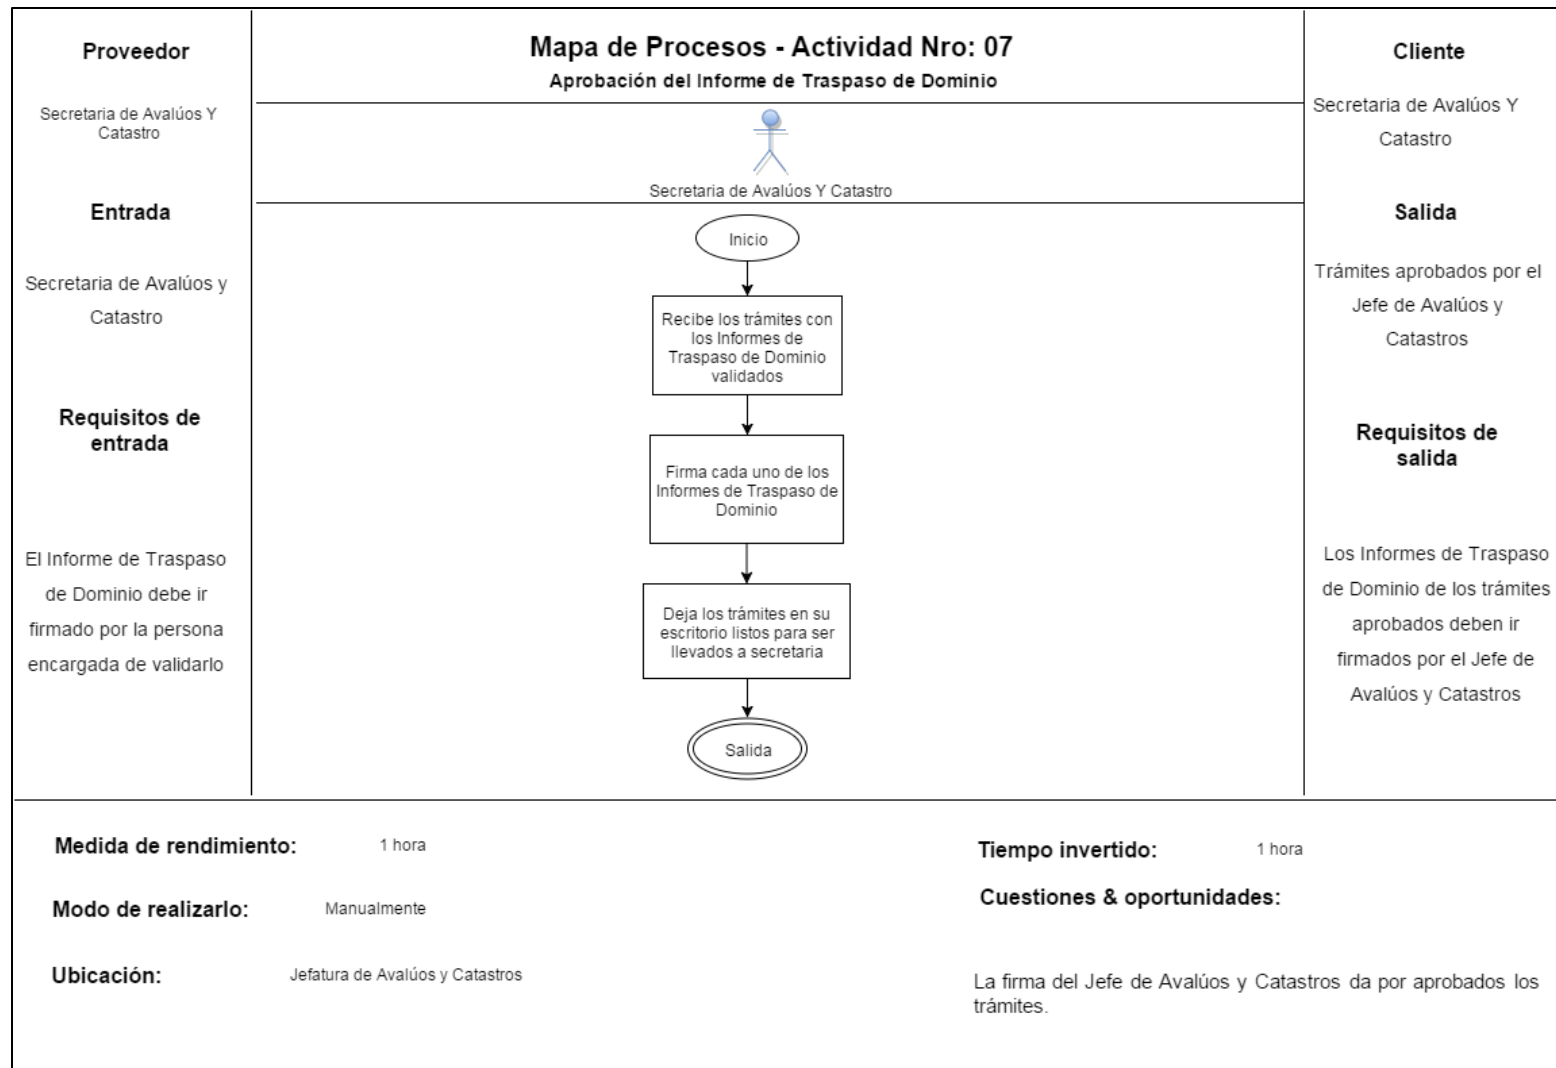 Proveedor
Secretaria de Avalúos Y
Catastro
Entrada
Secretaria de Avalúos y
Catastro
Requisitos de
entrada
El Informe de Traspaso
de Dominio debe ir
firmado por la persona
encargada de validarlo
Mapa de Procesos - Actividad Nro: 07
Aprobación del Informe de Traspaso de Dominio
Secretaria de Avalúos Y Catastro
Inicio
Recibe los trámites con
los Informes de
Traspaso de Dominio
validados
Firma cada uno de los
Informes de Traspaso de
Dominio
Deja los trámites en su
escritorio listos para ser
llevados a secretaria
Salida
Cliente
Secretaria de Avalúos Y
Catastro
Salida
Trámites aprobados por el
Jefe de Avalúos y
Catastros
Requisitos de
salida
Los Informes de Traspaso
de Dominio de los trámites
aprobados deben ir
firmados por el Jefe de
Avalúos y Catastros
Medida de rendimiento: 1 hora
Modo de realizarlo: Manualmente
Ubicación: Jefatura de Avalúos y Catastros
Tiempo invertido: 1 hora
Cuestiones & oportunidades:
La firma del Jefe de Avalúos y Catastros da por aprobados los
trámites.